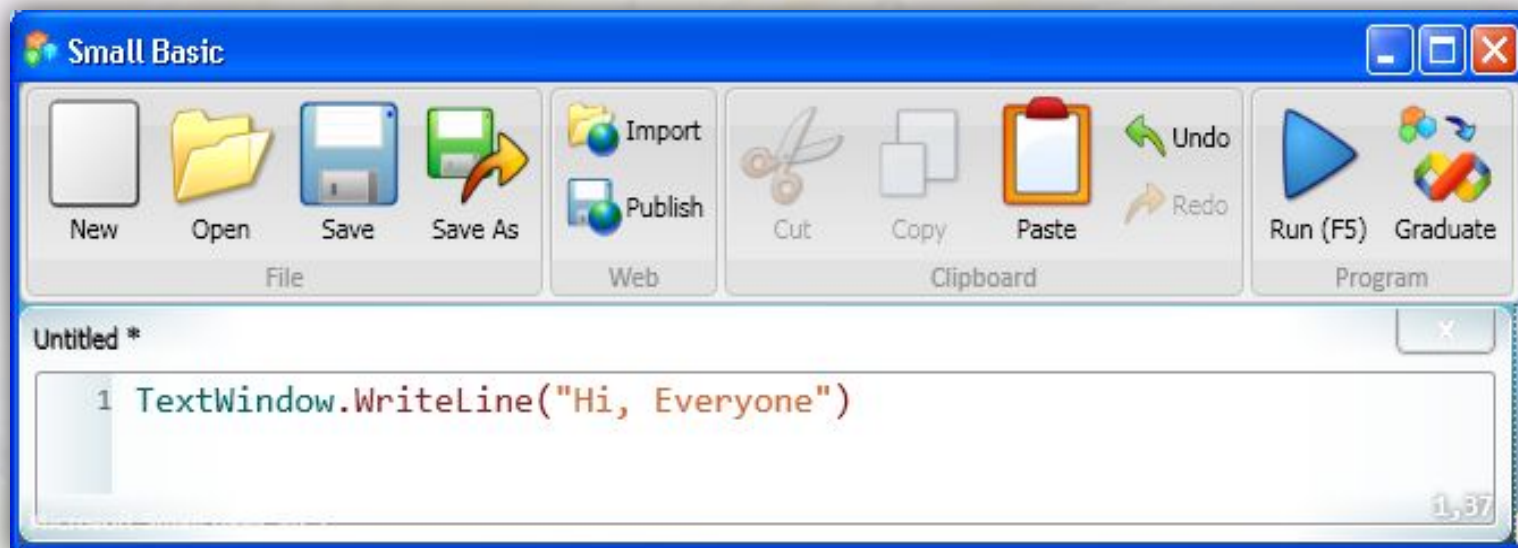 Small Basic
New Open Save Save As
Import
Publish
Cut Copy Paste
Undo
Redo
Run (F5) Graduate
File Web Clipboard Program
Untitled *
X
1 TextWindow.WriteLine("Hi, Everyone")
1,37